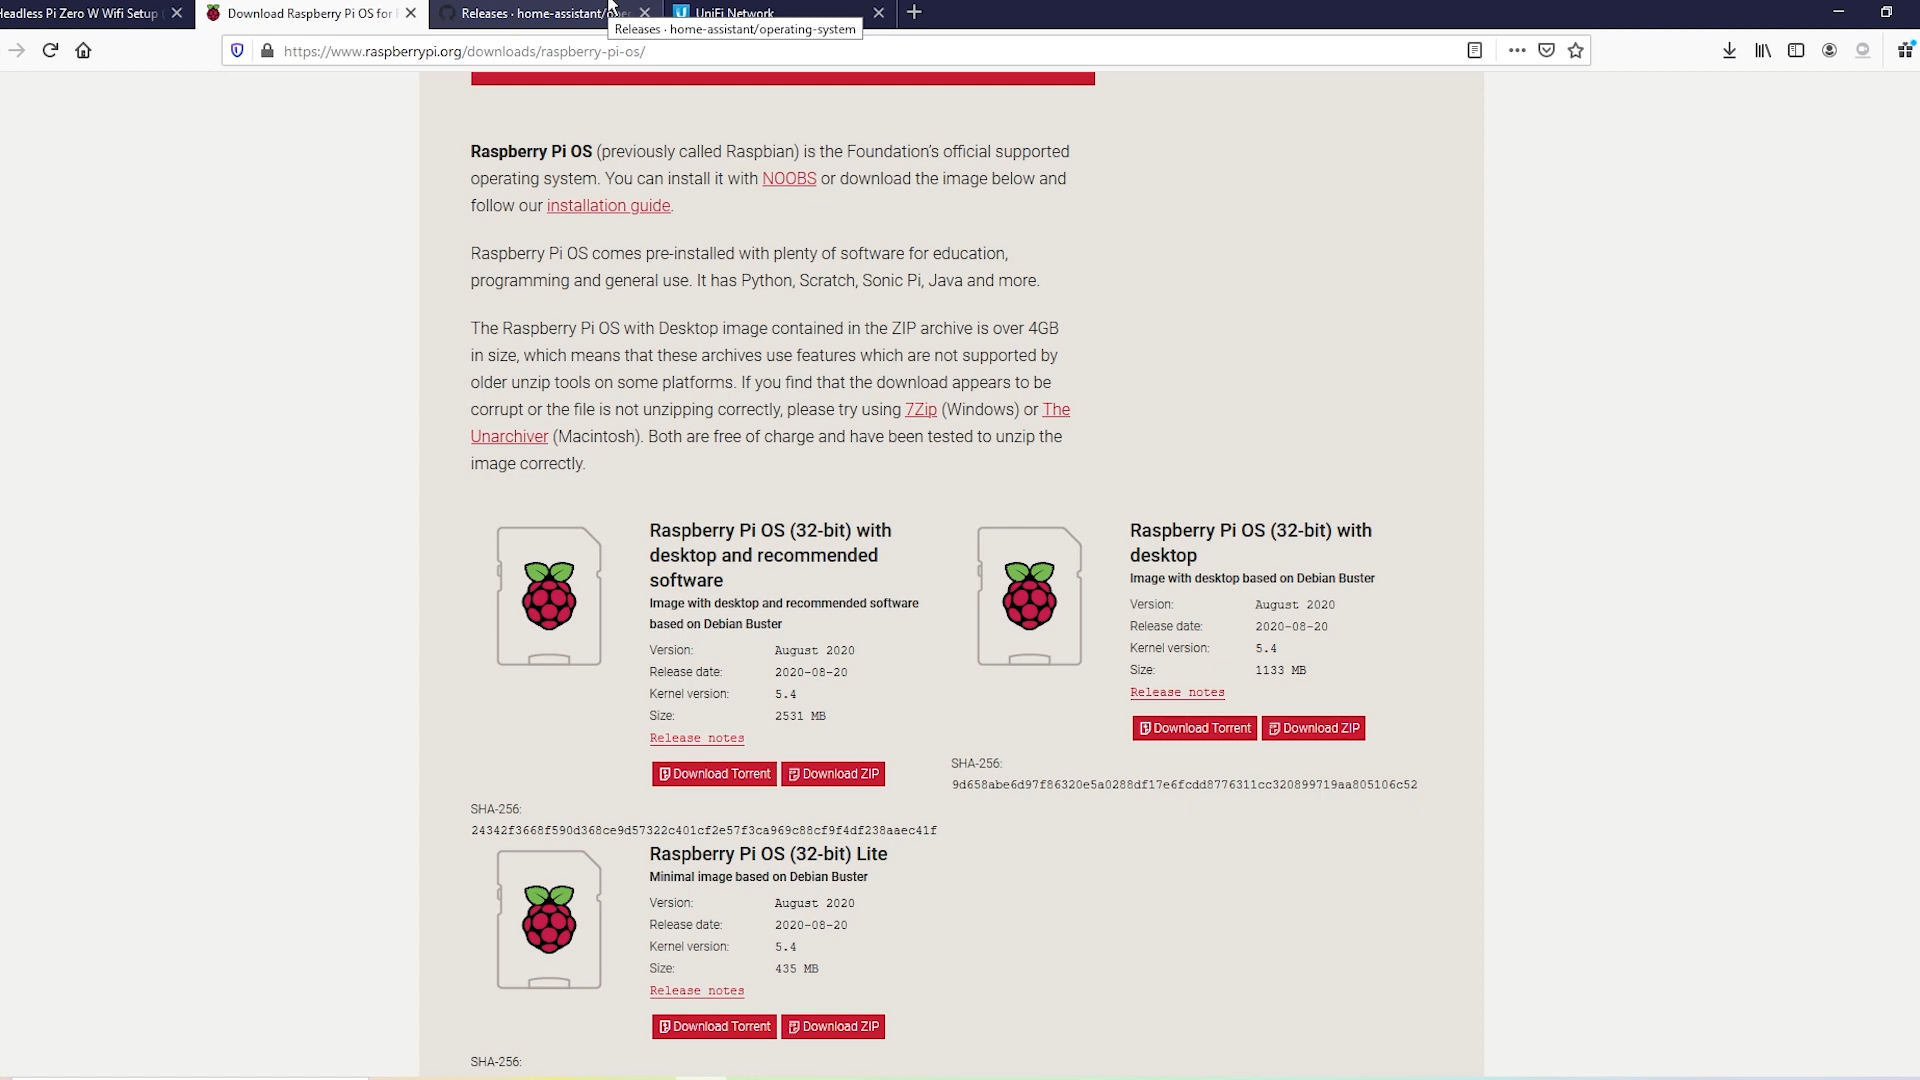 Headless Pi Zero W Wifi Setup
Download Raspberry Pi OS for
Releases · home-assistant/ope
UniFi Network
Releases · home-assistant/operating-system
https://www.raspberrypi.org/downloads/raspberry-pi-os/
Raspberry Pi OS (previously called Raspbian) is the Foundation's official supported
operating system. You can install it with NOOBS or download the image below and
follow our installation guide.
Raspberry Pi OS comes pre-installed with plenty of software for education,
programming and general use. It has Python, Scratch, Sonic Pi, Java and more.
The Raspberry Pi OS with Desktop image contained in the ZIP archive is over 4GB
in size, which means that these archives use features which are not supported by
older unzip tools on some platforms. If you find that the download appears to be
corrupt or the file is not unzipping correctly, please try using 7Zip (Windows) or The
Unarchiver (Macintosh). Both are free of charge and have been tested to unzip the
image correctly.
Raspberry Pi OS (32-bit) with
desktop and recommended
software
Image with desktop and recommended software
based on Debian Buster
Version: August 2020
Release date: 2020-08-20
Kernel version: 5.4
Size: 2531 MB
Release notes
Download Torrent Download ZIP
SHA-256:
24342f3668f590d368ce9d57322c401cf2e57f3ca969c88cf9f4df238aaec41f
Raspberry Pi OS (32-bit) with
desktop
Image with desktop based on Debian Buster
Version: August 2020
Release date: 2020-08-20
Kernel version: 5.4
Size: 1133 MB
Release notes
Download Torrent Download ZIP
SHA-256:
9d658abe6d97f86320e5a0288df17e6fcdd8776311cc320899719aa805106c52
Raspberry Pi OS (32-bit) Lite
Minimal image based on Debian Buster
Version: August 2020
Release date: 2020-08-20
Kernel version: 5.4
Size: 435 MB
Release notes
Download Torrent Download ZIP
SHA-256: